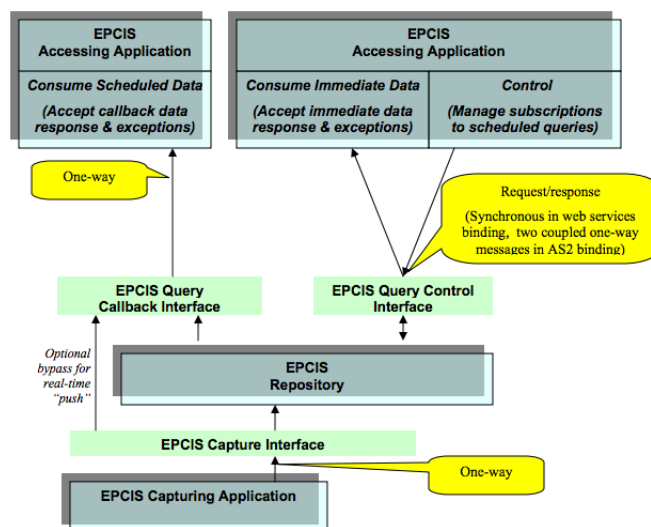 EPCIS
Accessing Application
Consume Scheduled Data
(Accept callback data
response & exceptions)
EPCIS
Accessing Application
Consume Immediate Data
(Accept immediate data
response & exceptions)
Control
(Manage subscriptions
to scheduled queries)
One-way
Request/response
(Synchronous in web services
binding, two coupled one-way
messages in AS2 binding)
EPCIS Query
Callback Interface
EPCIS Query Control
Interface
Optional
bypass for
real-time
“push”
EPCIS
Repository
EPCIS Capture Interface
One-way
EPCIS Capturing Application